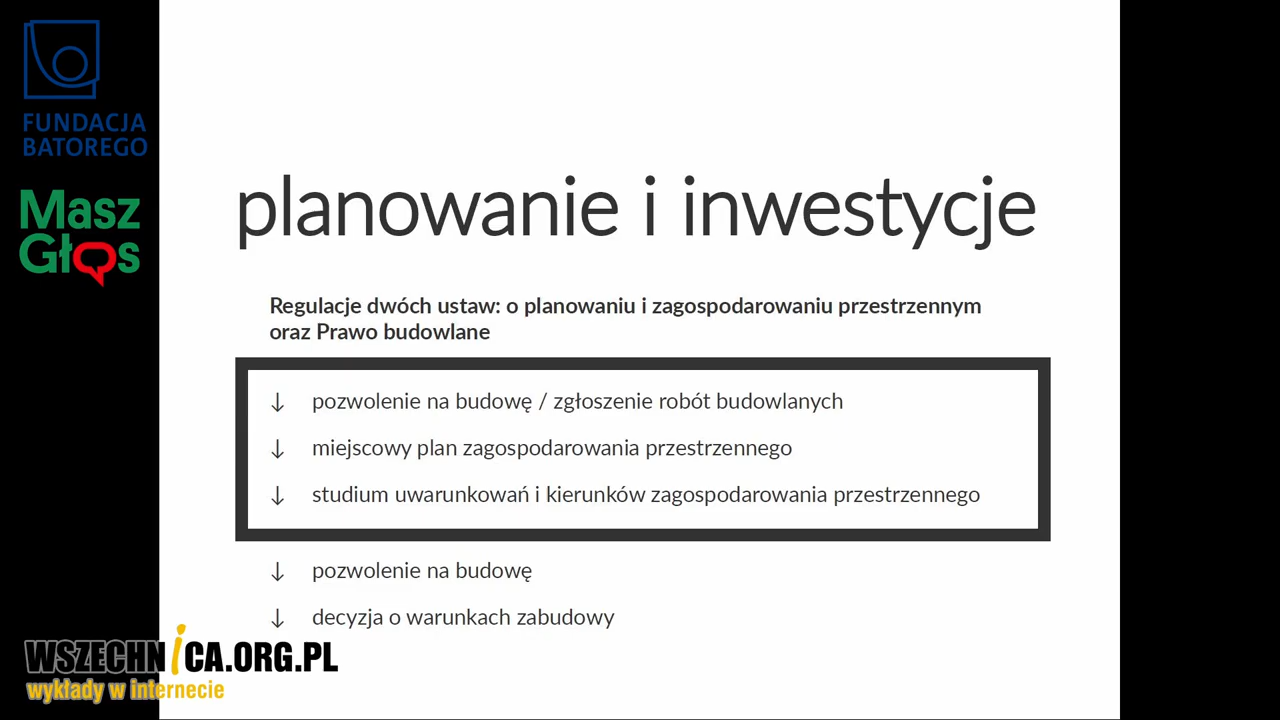 FUNDACJA
BATOREGO
Masz
Głos
planowanie i inwestycje
Regulacje dwóch ustaw: o planowaniu i zagospodarowaniu przestrzennym
oraz Prawo budowlane
↓ pozwolenie na budowę / zgłoszenie robót budowlanych
↓ miejscowy plan zagospodarowania przestrzennego
↓ studium uwarunkowań i kierunków zagospodarowania przestrzennego
↓ pozwolenie na budowę
↓ decyzja o warunkach zabudowy
WSZECHNiCA.ORG.PL
wykłady w internecie